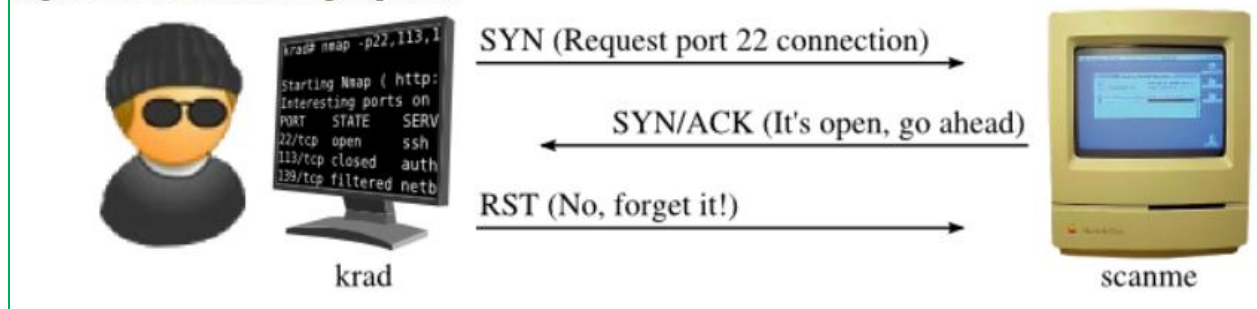 SYN (Request port 22 connection)
SYN/ACK (It's open, go ahead)
RST (No, forget it!)
krad# nmap -p22,113,1
Starting Nmap ( http:
Interesting ports on
PORT STATE SERV
22/tcp open ssh
113/tcp closed auth
139/tcp filtered netb
krad
scanme